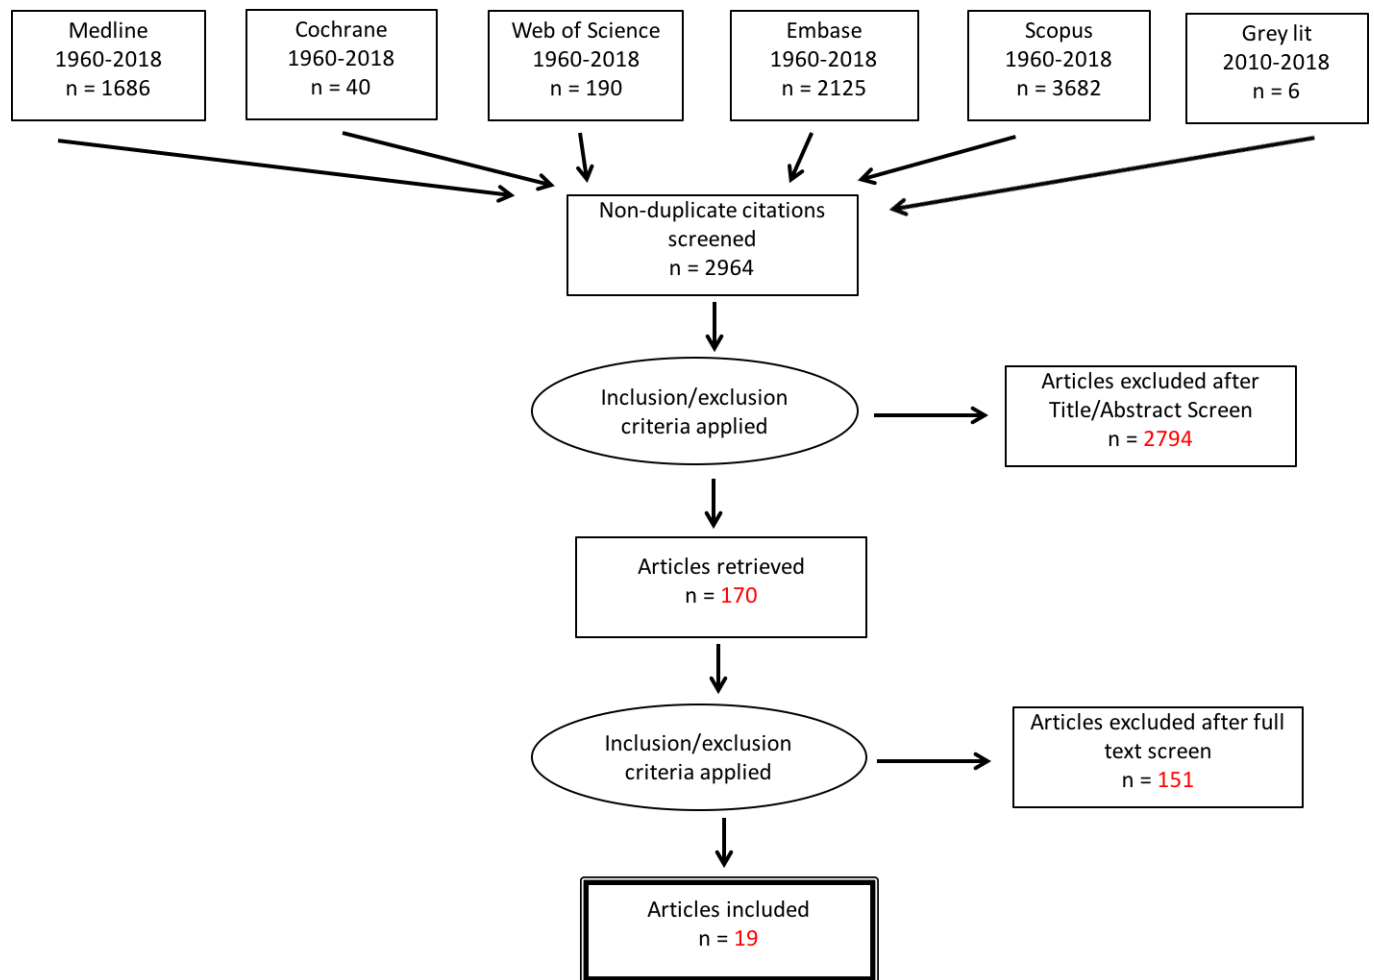 Medline
1960-2018
n = 1686
Cochrane
1960-2018
n = 40
Web of Science
1960-2018
n = 190
Embase
1960-2018
n = 2125
Scopus
1960-2018
n = 3682
Grey lit
2010-2018
n = 6
Non-duplicate citations
screened
n = 2964
Inclusion/exclusion
criteria applied
Articles excluded after
Title/Abstract Screen
n = 2794
Articles retrieved
n = 170
Inclusion/exclusion
criteria applied
Articles excluded after full
text screen
n = 151
Articles included
n = 19